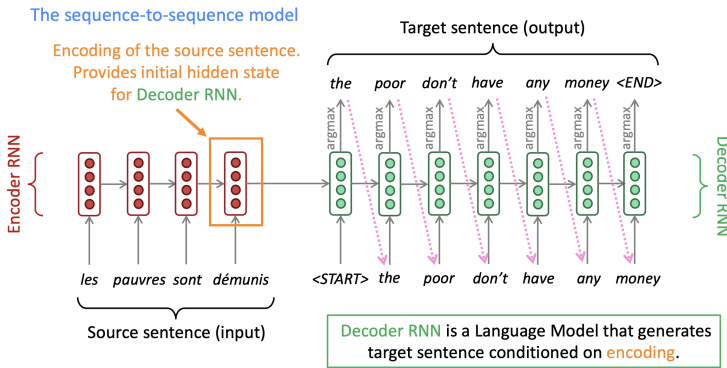 The sequence-to-sequence model
Encoding of the source sentence.
Provides initial hidden state
for Decoder RNN.
Target sentence (output)
the poor don't have any money <END>
argmax argmax argmax argmax argmax argmax argmax
Encoder RNN
Decoder RNN
les pauvres sont démunis
<START> the poor don't have any money
Source sentence (input)
Decoder RNN is a Language Model that generates
target sentence conditioned on encoding.